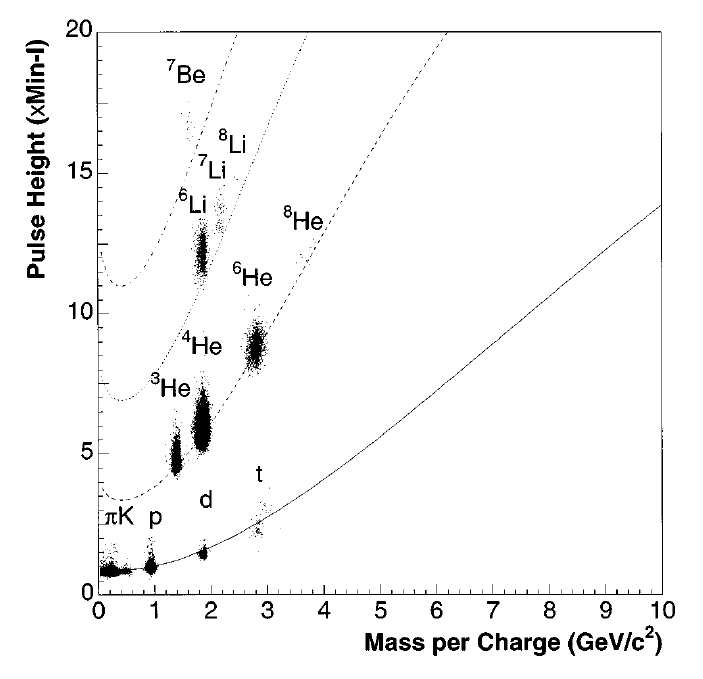 Pulse Height (xMin-I)
20
15
10
5
0
⁷Be
⁸Li
⁷Li
⁶Li
⁸He
⁶He
⁴He
³He
t
d
πK p
0 1 2 3 4 5 6 7 8 9 10
Mass per Charge (GeV/c²)